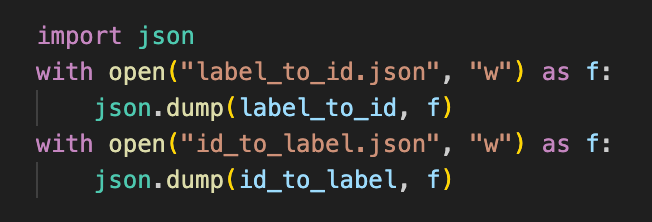 import json
with open("label_to_id.json", "w") as f:
    json.dump(label_to_id, f)
with open("id_to_label.json", "w") as f:
    json.dump(id_to_label, f)